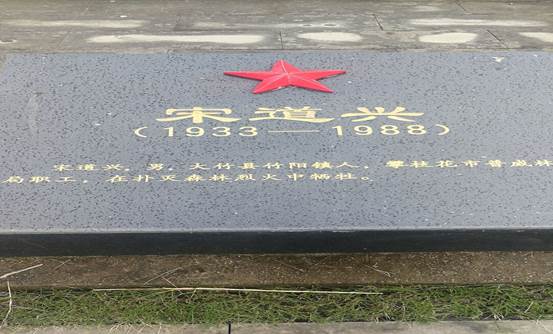 宋道兴
(1933—1988)
宋道兴，男，大竹县竹阳镇人，攀桂花市普威林
局职工，在扑灭森林烈火中牺牲。